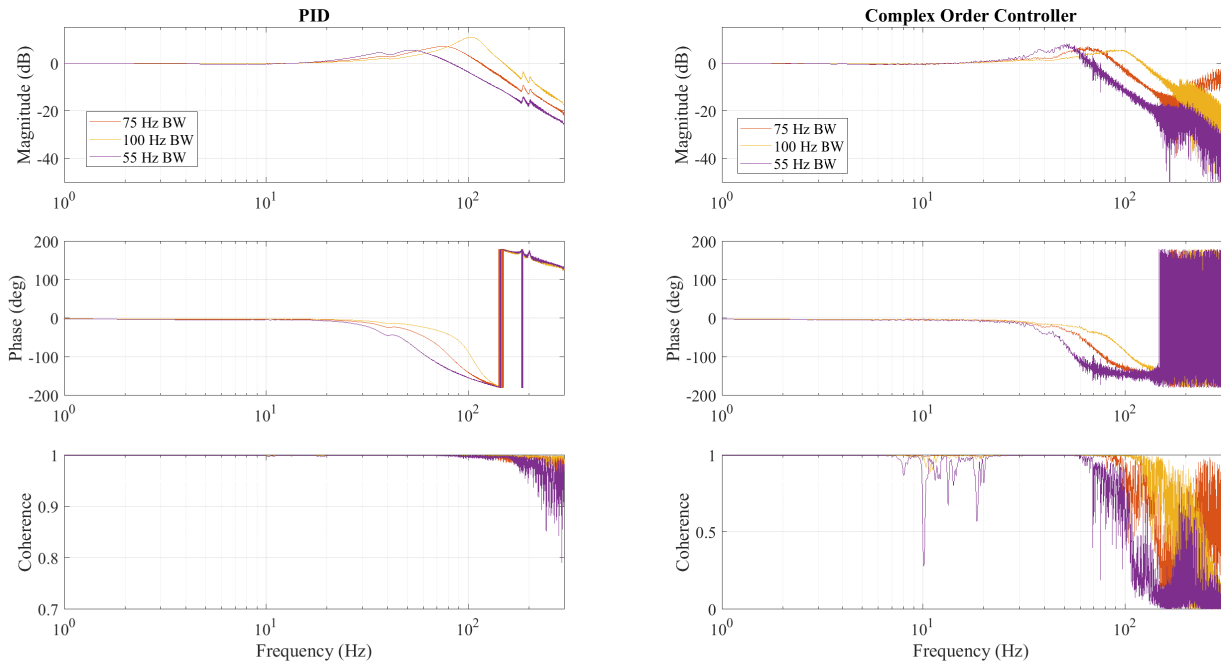 PID
Magnitude (dB)
0
-20
-40
75 Hz BW
100 Hz BW
55 Hz BW
10^0
10^1
10^2
Phase (deg)
200
100
0
-100
-200
10^0
10^1
10^2
Coherence
1
0.9
0.8
0.7
10^0
10^1
10^2
Frequency (Hz)
Complex Order Controller
Magnitude (dB)
0
-20
-40
75 Hz BW
100 Hz BW
55 Hz BW
10^0
10^1
10^2
Phase (deg)
200
100
0
-100
-200
10^0
10^1
10^2
Coherence
1
0.5
0
10^0
10^1
10^2
Frequency (Hz)